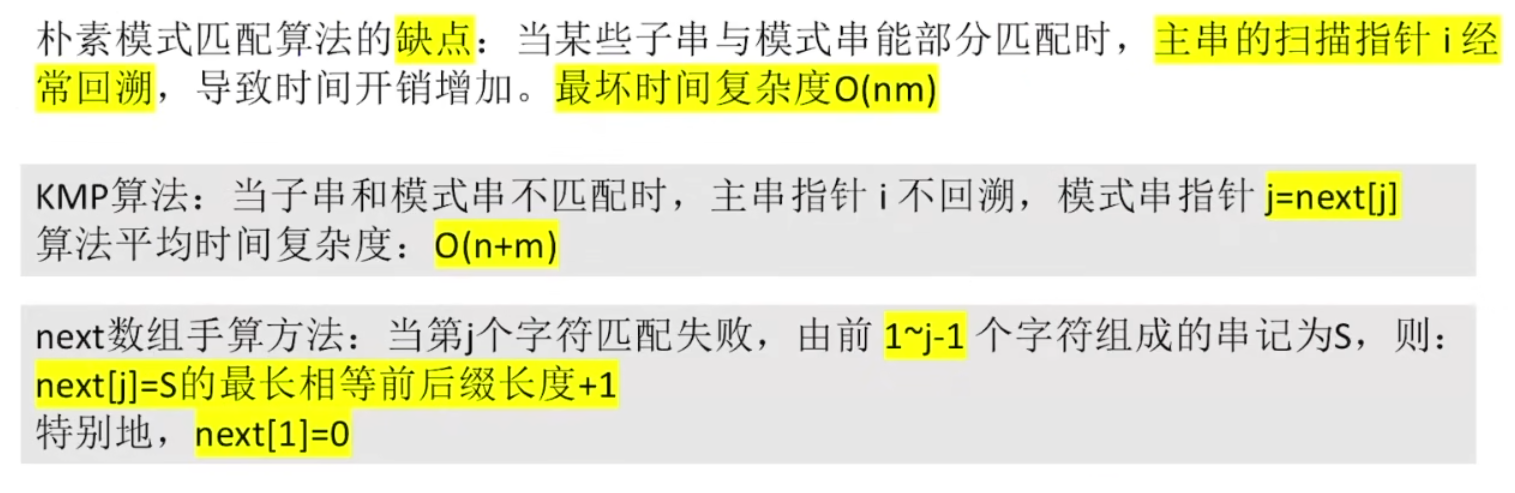 朴素模式匹配算法的缺点：当某些子串与模式串能部分匹配时，主串的扫描指针 i 经
常回溯，导致时间开销增加。最坏时间复杂度O(nm)
KMP算法：当子串和模式串不匹配时，主串指针 i 不回溯，模式串指针 j=next[j]
算法平均时间复杂度：O(n+m)
next数组手算方法：当第j个字符匹配失败，由前 1~j-1 个字符组成的串记为S，则：
next[j]=S的最长相等前后缀长度+1
特别地，next[1]=0